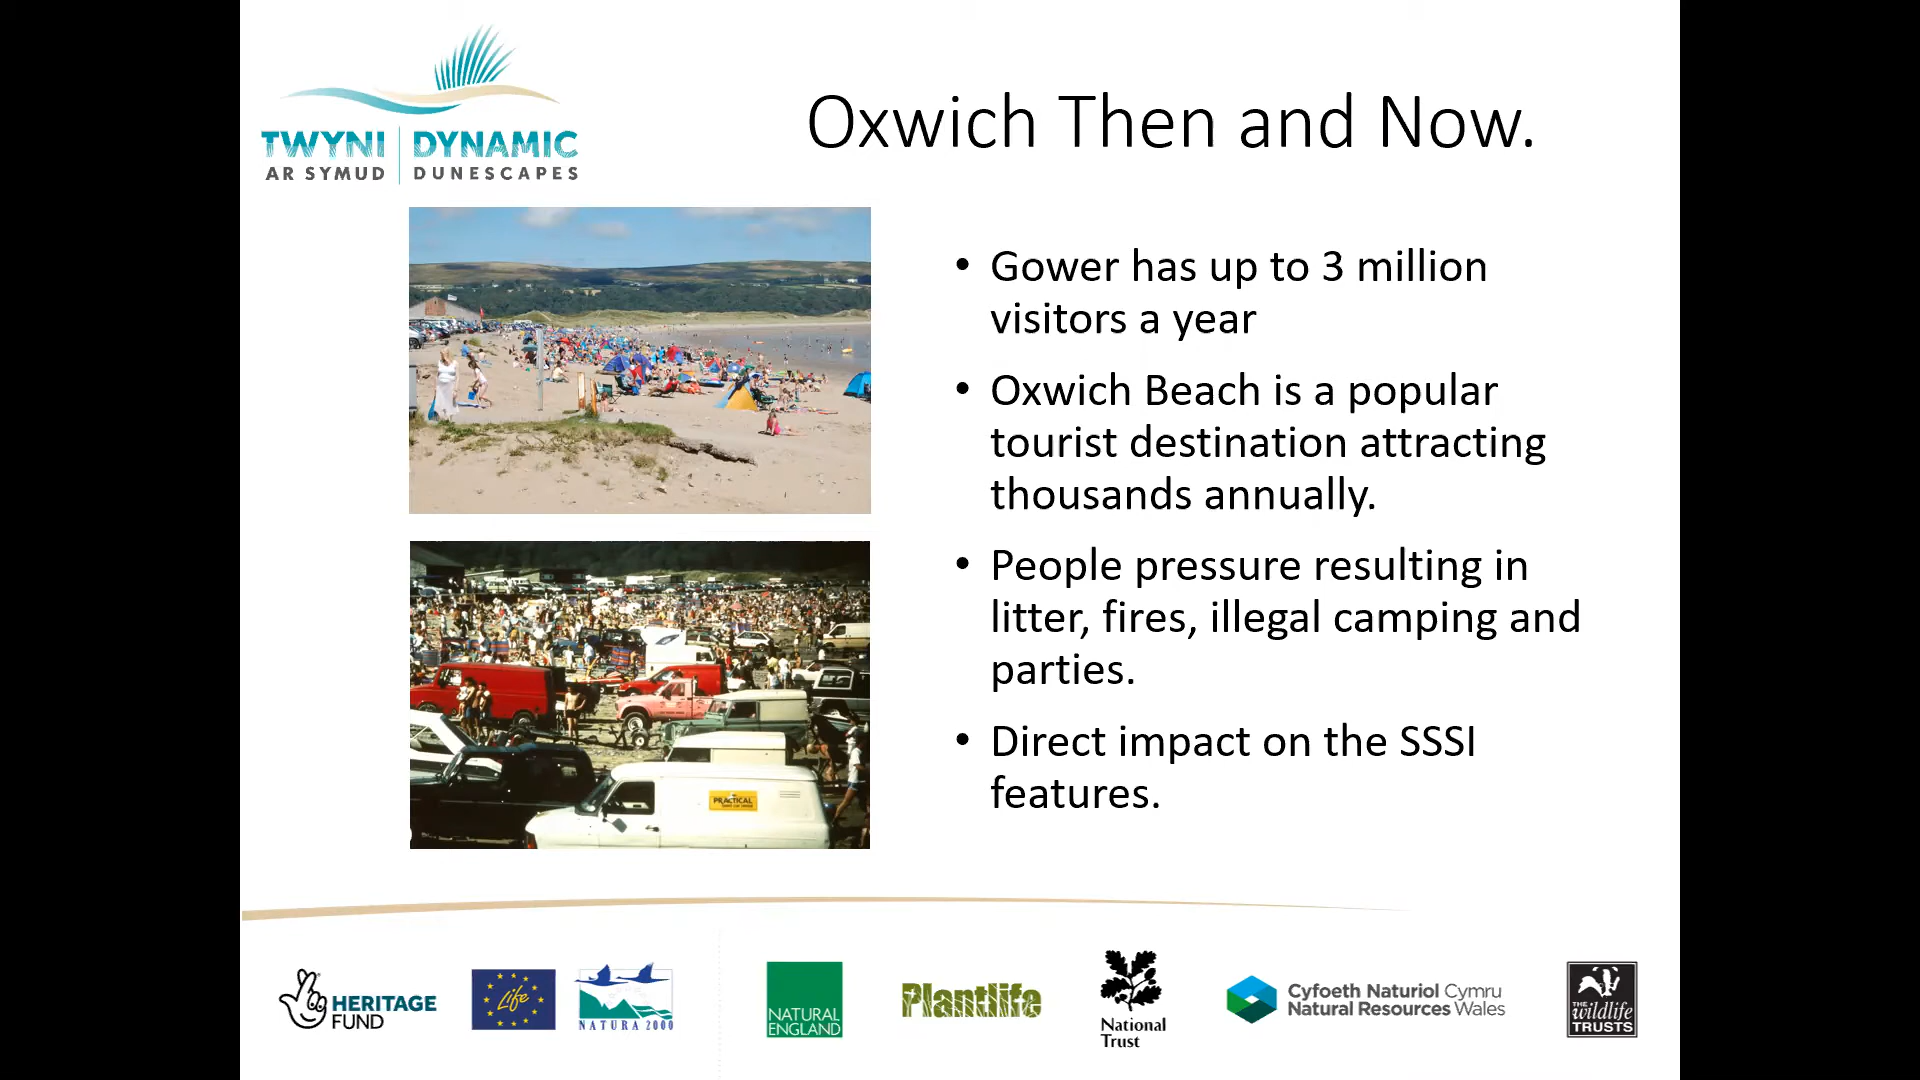 TWYNI
AR SYMUD
DYNAMIC
DUNESCAPES
Oxwich Then and Now.
• Gower has up to 3 million
visitors a year
• Oxwich Beach is a popular
tourist destination attracting
thousands annually.
• People pressure resulting in
litter, fires, illegal camping and
parties.
• Direct impact on the SSSI
features.
PRACTICAL
HERITAGE
FUND
Life
NATURA 2000
NATURAL
ENGLAND
Plantlife
National
Trust
Cyfoeth Naturiol Cymru
Natural Resources Wales
THE
wildlife
TRUSTS